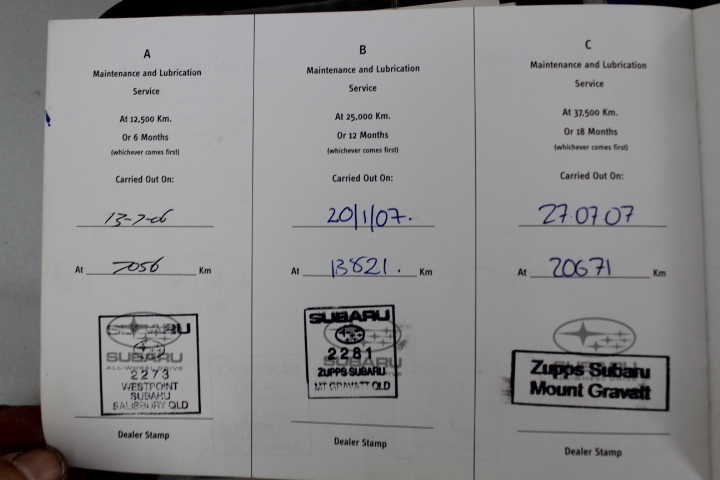 A
Maintenance and Lubrication
Service
At 12,500 Km.
Or 6 Months
(whichever comes first)
Carried Out On:
13-7-06
At 7056 Km
SUBARU
SUBARU
ALL-WHEEL DRIVE
2273
WESTPOINT
SUBARU
SALISBURY QLD
Dealer Stamp
B
Maintenance and Lubrication
Service
At 25,000 Km.
Or 12 Months
(whichever comes first)
Carried Out On:
20/1/07.
At 13821. Km
SUBARU
2281
SUBARU
ZUPPS SUBARU
MT GRAVATT QLD
Dealer Stamp
C
Maintenance and Lubrication
Service
At 37,500 Km.
Or 18 Months
(whichever comes first)
Carried Out On:
27.07.07
At 20671 Km
Zupps Subaru
Mount Gravatt
Dealer Stamp